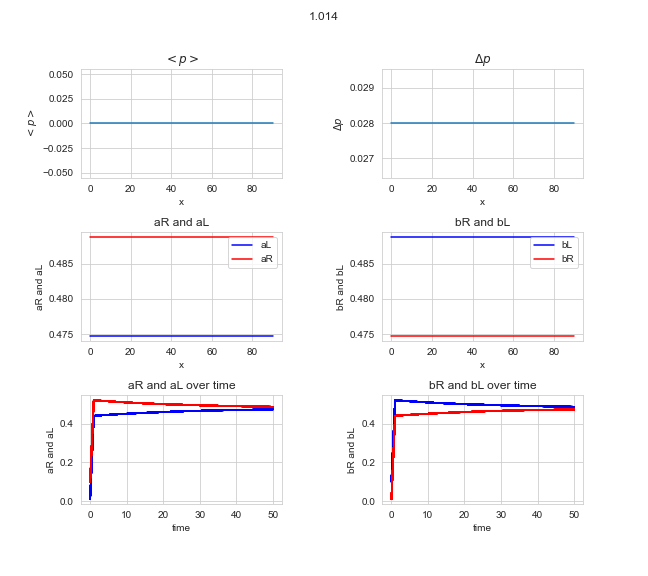 1.014
< p >
Δp
0.050
0.025
0.000
−0.025
−0.050
< p >
0 20 40 60 80
x
0.029
0.028
0.027
Δp
0 20 40 60 80
x
aR and aL
bR and bL
0.485
0.480
0.475
aR and aL
aL
aR
0 20 40 60 80
x
0.485
0.480
0.475
bR and bL
bL
bR
0 20 40 60 80
x
aR and aL over time
bR and bL over time
0.4
0.2
0.0
aR and aL
0 10 20 30 40 50
time
0.4
0.2
0.0
bR and bL
0 10 20 30 40 50
time